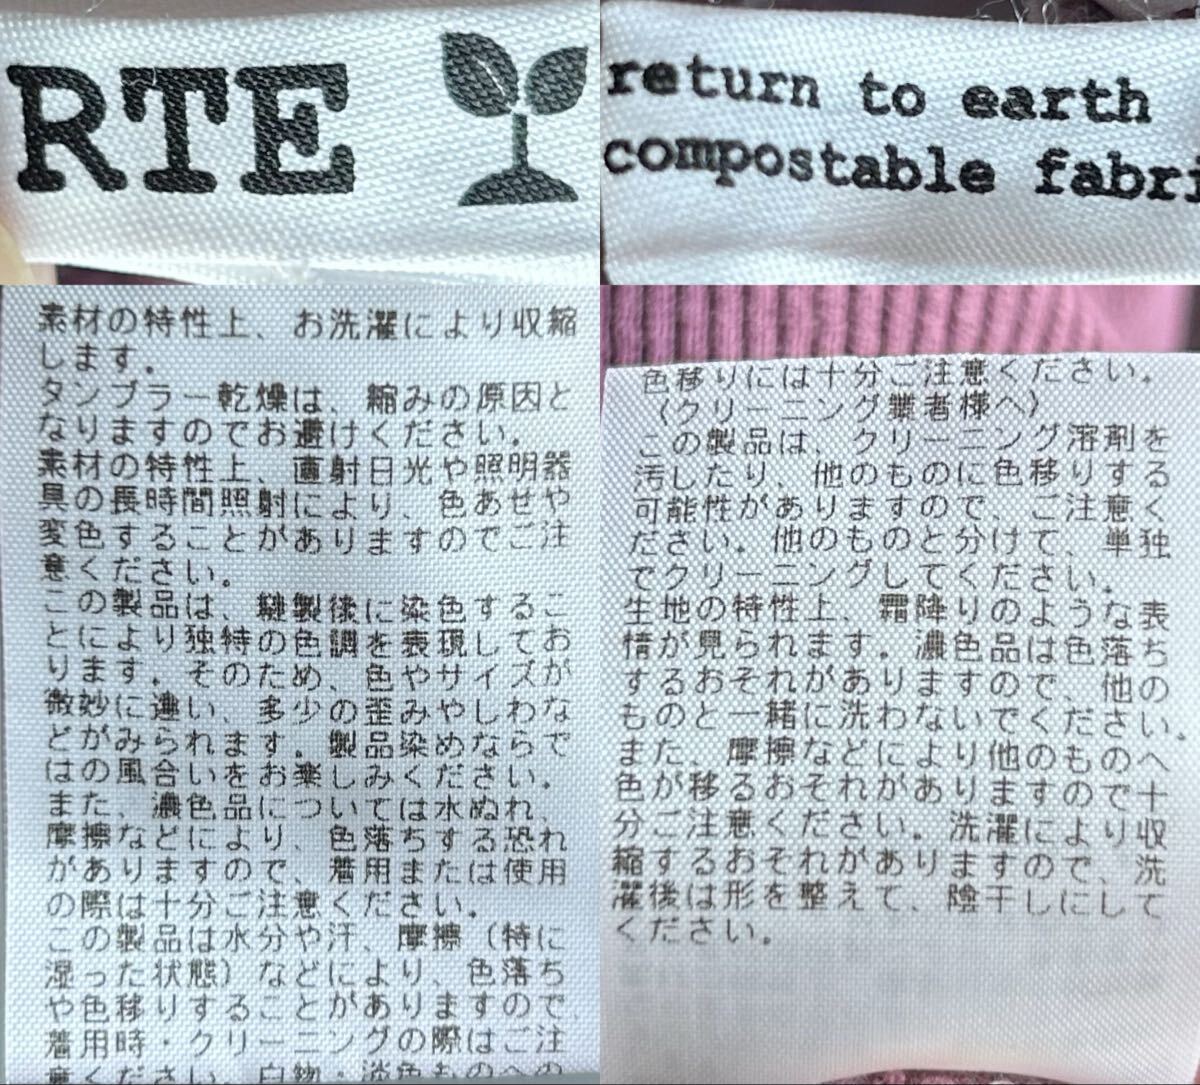 RTE
return to earth
compostable fabri
素材の特性上、お洗濯により収縮
します。
タンブラー乾燥は、縮みの原因と
なりますのでお避けください。
素材の特性上、直射日光や照明器
具の長時間照射により、色あせや
変色することがありますのでご注
意ください。
この製品は、縫製後に染色するこ
とにより独特の色調を表現してお
ります。そのため、色やサイズが
微妙に違い、多少の歪みやしわな
どがみられます。製品染めならで
はの風合いをお楽しみください。
また、濃色品については水ぬれ、
摩擦などにより、色落ちする恐れ
がありますので、着用または使用
の際は十分ご注意ください。
この製品は水分や汗、摩擦（特に
湿った状態）などにより、色落ち
や色移りすることがありますので、
着用時・クリーニングの際はご注
意ください。白物・淡色ものへの
色移りには十分ご注意ください。
〈クリーニング業者様へ〉
この製品は、クリーニング溶剤を
汚したり、他のものに色移りする
可能性がありますので、ご注意く
ださい。他のものと分けて、単独
でクリーニングしてください。
生地の特性上、霜降りのような表
情が見られます。濃色品は色落ち
するおそれがありますので、他の
ものと一緒に洗わないでください。
また、摩擦などにより他のものへ
色が移るおそれがありますので十
分ご注意ください。洗濯により収
縮するおそれがありますので、洗
濯後は形を整えて、陰干しにして
ください。